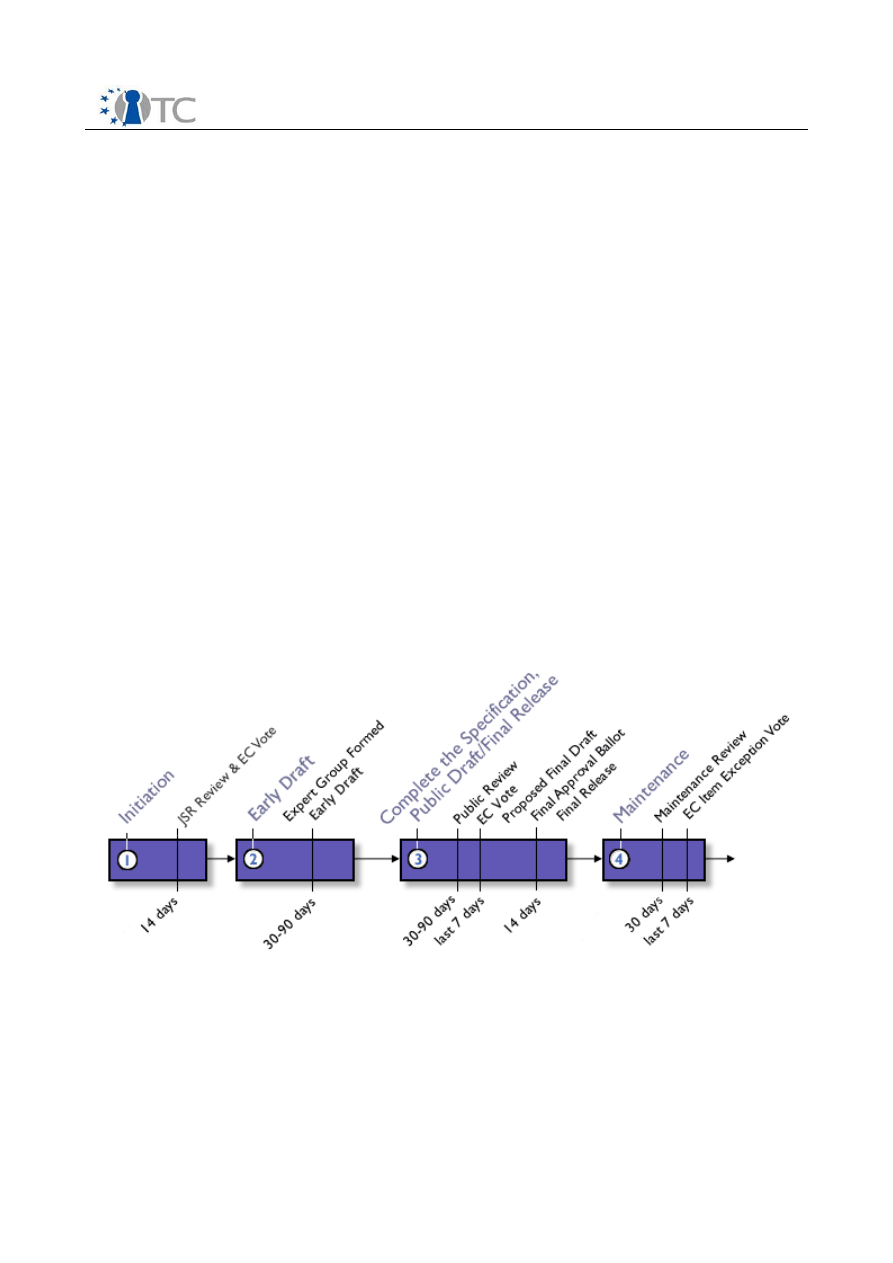 TC
Initiation
JSR Review & EC Vote
Early Draft
Expert Group Formed
Early Draft
Complete the Specification,
Public Draft/Final Release
Public Review
EC Vote
Proposed Final Draft
Final Approval Ballot
Final Release
Maintenance
Maintenance Review
EC Item Exception Vote
1
2
3
4
14 days
30-90 days
30-90 days
last 7 days
14 days
30 days
last 7 days